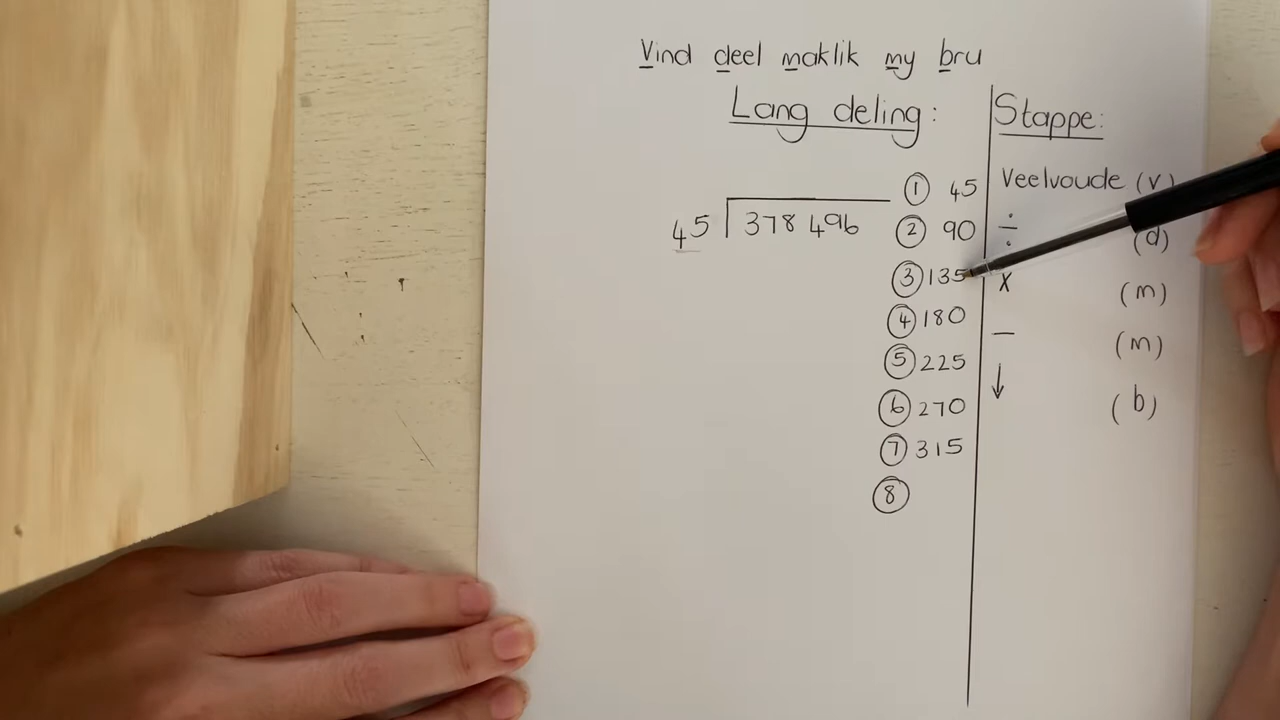 Vind deel maklik my bru
Lang deling:
45 378 496
1 45
2 90
3 135
4 180
5 225
6 270
7 315
8
Stappe:
Veelvoude (v)
÷ (d)
x (m)
− (m)
↓ (b)